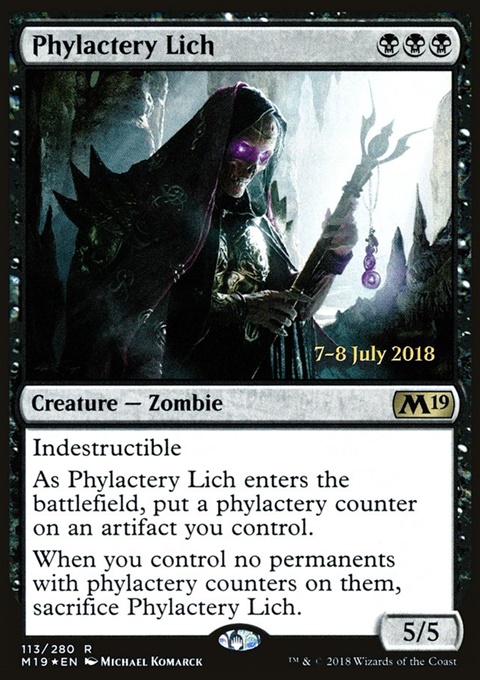 Phylactery Lich
7-8 July 2018
Creature — Zombie
M19
Indestructible
As Phylactery Lich enters the
battlefield, put a phylactery counter
on an artifact you control.
When you control no permanents
with phylactery counters on them,
sacrifice Phylactery Lich.
5/5
113/280 R
M19★EN Michael Komarck
™ & © 2018 Wizards of the Coast